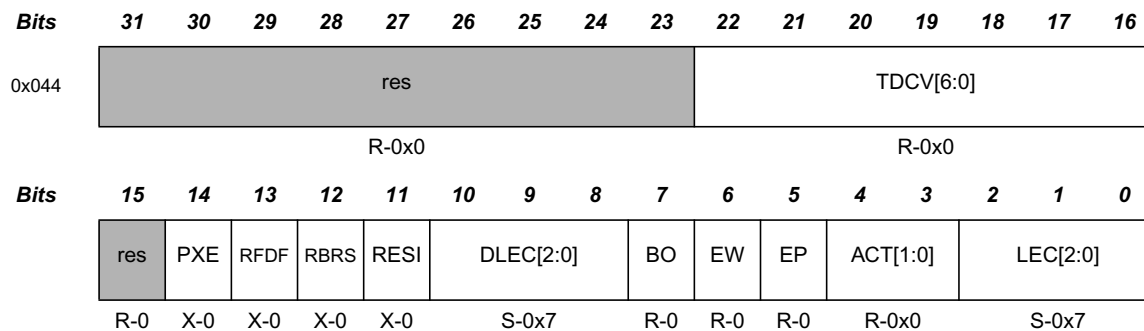 Bits 31 30 29 28 27 26 25 24 23 22 21 20 19 18 17 16
0x044 res TDCV[6:0]
R-0x0 R-0x0
Bits 15 14 13 12 11 10 9 8 7 6 5 4 3 2 1 0
res PXE RFDF RBRS RESI DLEC[2:0] BO EW EP ACT[1:0] LEC[2:0]
R-0 X-0 X-0 X-0 X-0 S-0x7 R-0 R-0 R-0 R-0x0 S-0x7